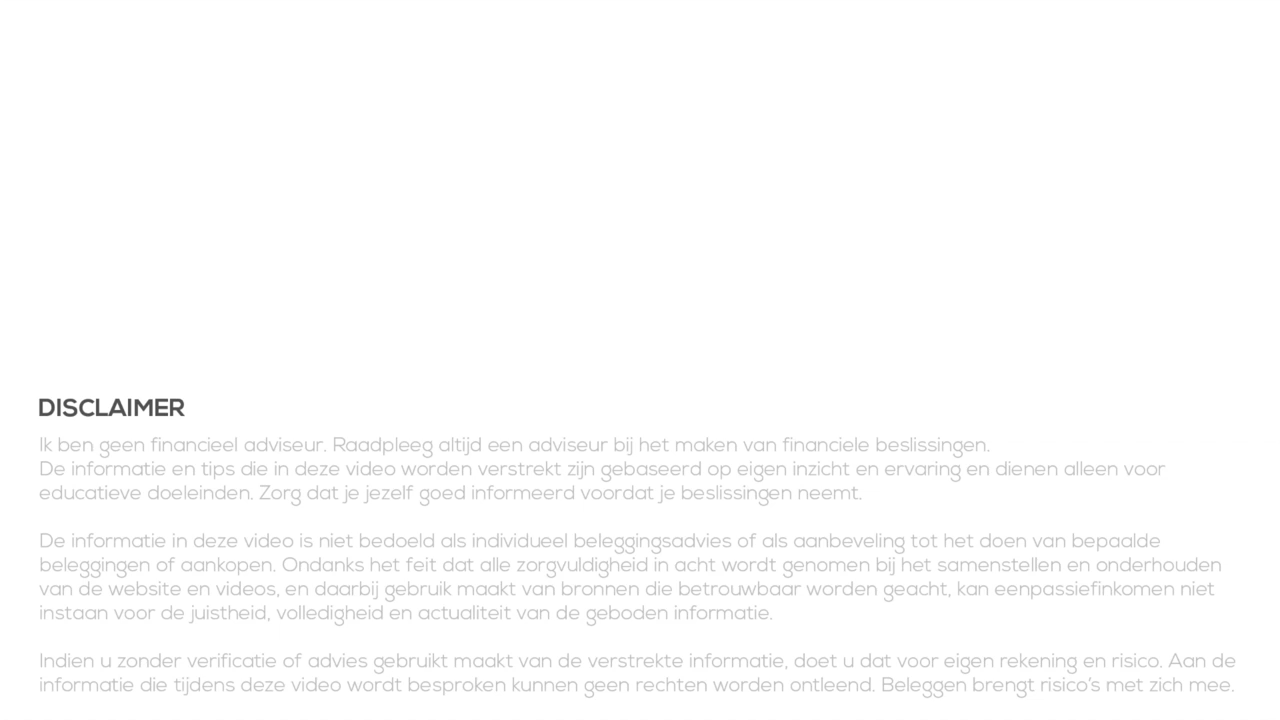 DISCLAIMER
Ik ben geen financieel adviseur. Raadpleeg altijd een adviseur bij het maken van financiele beslissingen.
De informatie en tips die in deze video worden verstrekt zijn gebaseerd op eigen inzicht en ervaring en dienen alleen voor
educatieve doeleinden. Zorg dat je jezelf goed informeerd voordat je beslissingen neemt.
De informatie in deze video is niet bedoeld als individueel beleggingsadvies of als aanbeveling tot het doen van bepaalde
beleggingen of aankopen. Ondanks het feit dat alle zorgvuldigheid in acht wordt genomen bij het samenstellen en onderhouden
van de website en videos, en daarbij gebruik maakt van bronnen die betrouwbaar worden geacht, kan eenpassiefinkomen niet
instaan voor de juistheid, volledigheid en actualiteit van de geboden informatie.
Indien u zonder verificatie of advies gebruikt maakt van de verstrekte informatie, doet u dat voor eigen rekening en risico. Aan de
informatie die tijdens deze video wordt besproken kunnen geen rechten worden ontleend. Beleggen brengt risico's met zich mee.